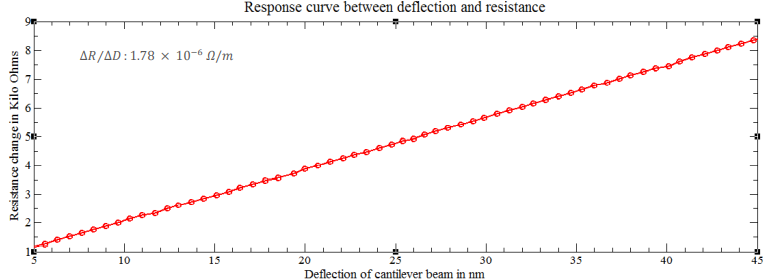 Response curve between deflection and resistance
Resistance change in Kilo Ohms
9
8
7
6
5
4
3
2
1
ΔR/ΔD : 1.78 × 10⁻⁶ Ω/m
5 10 15 20 25 30 35 40 45
Deflection of cantilever beam in nm